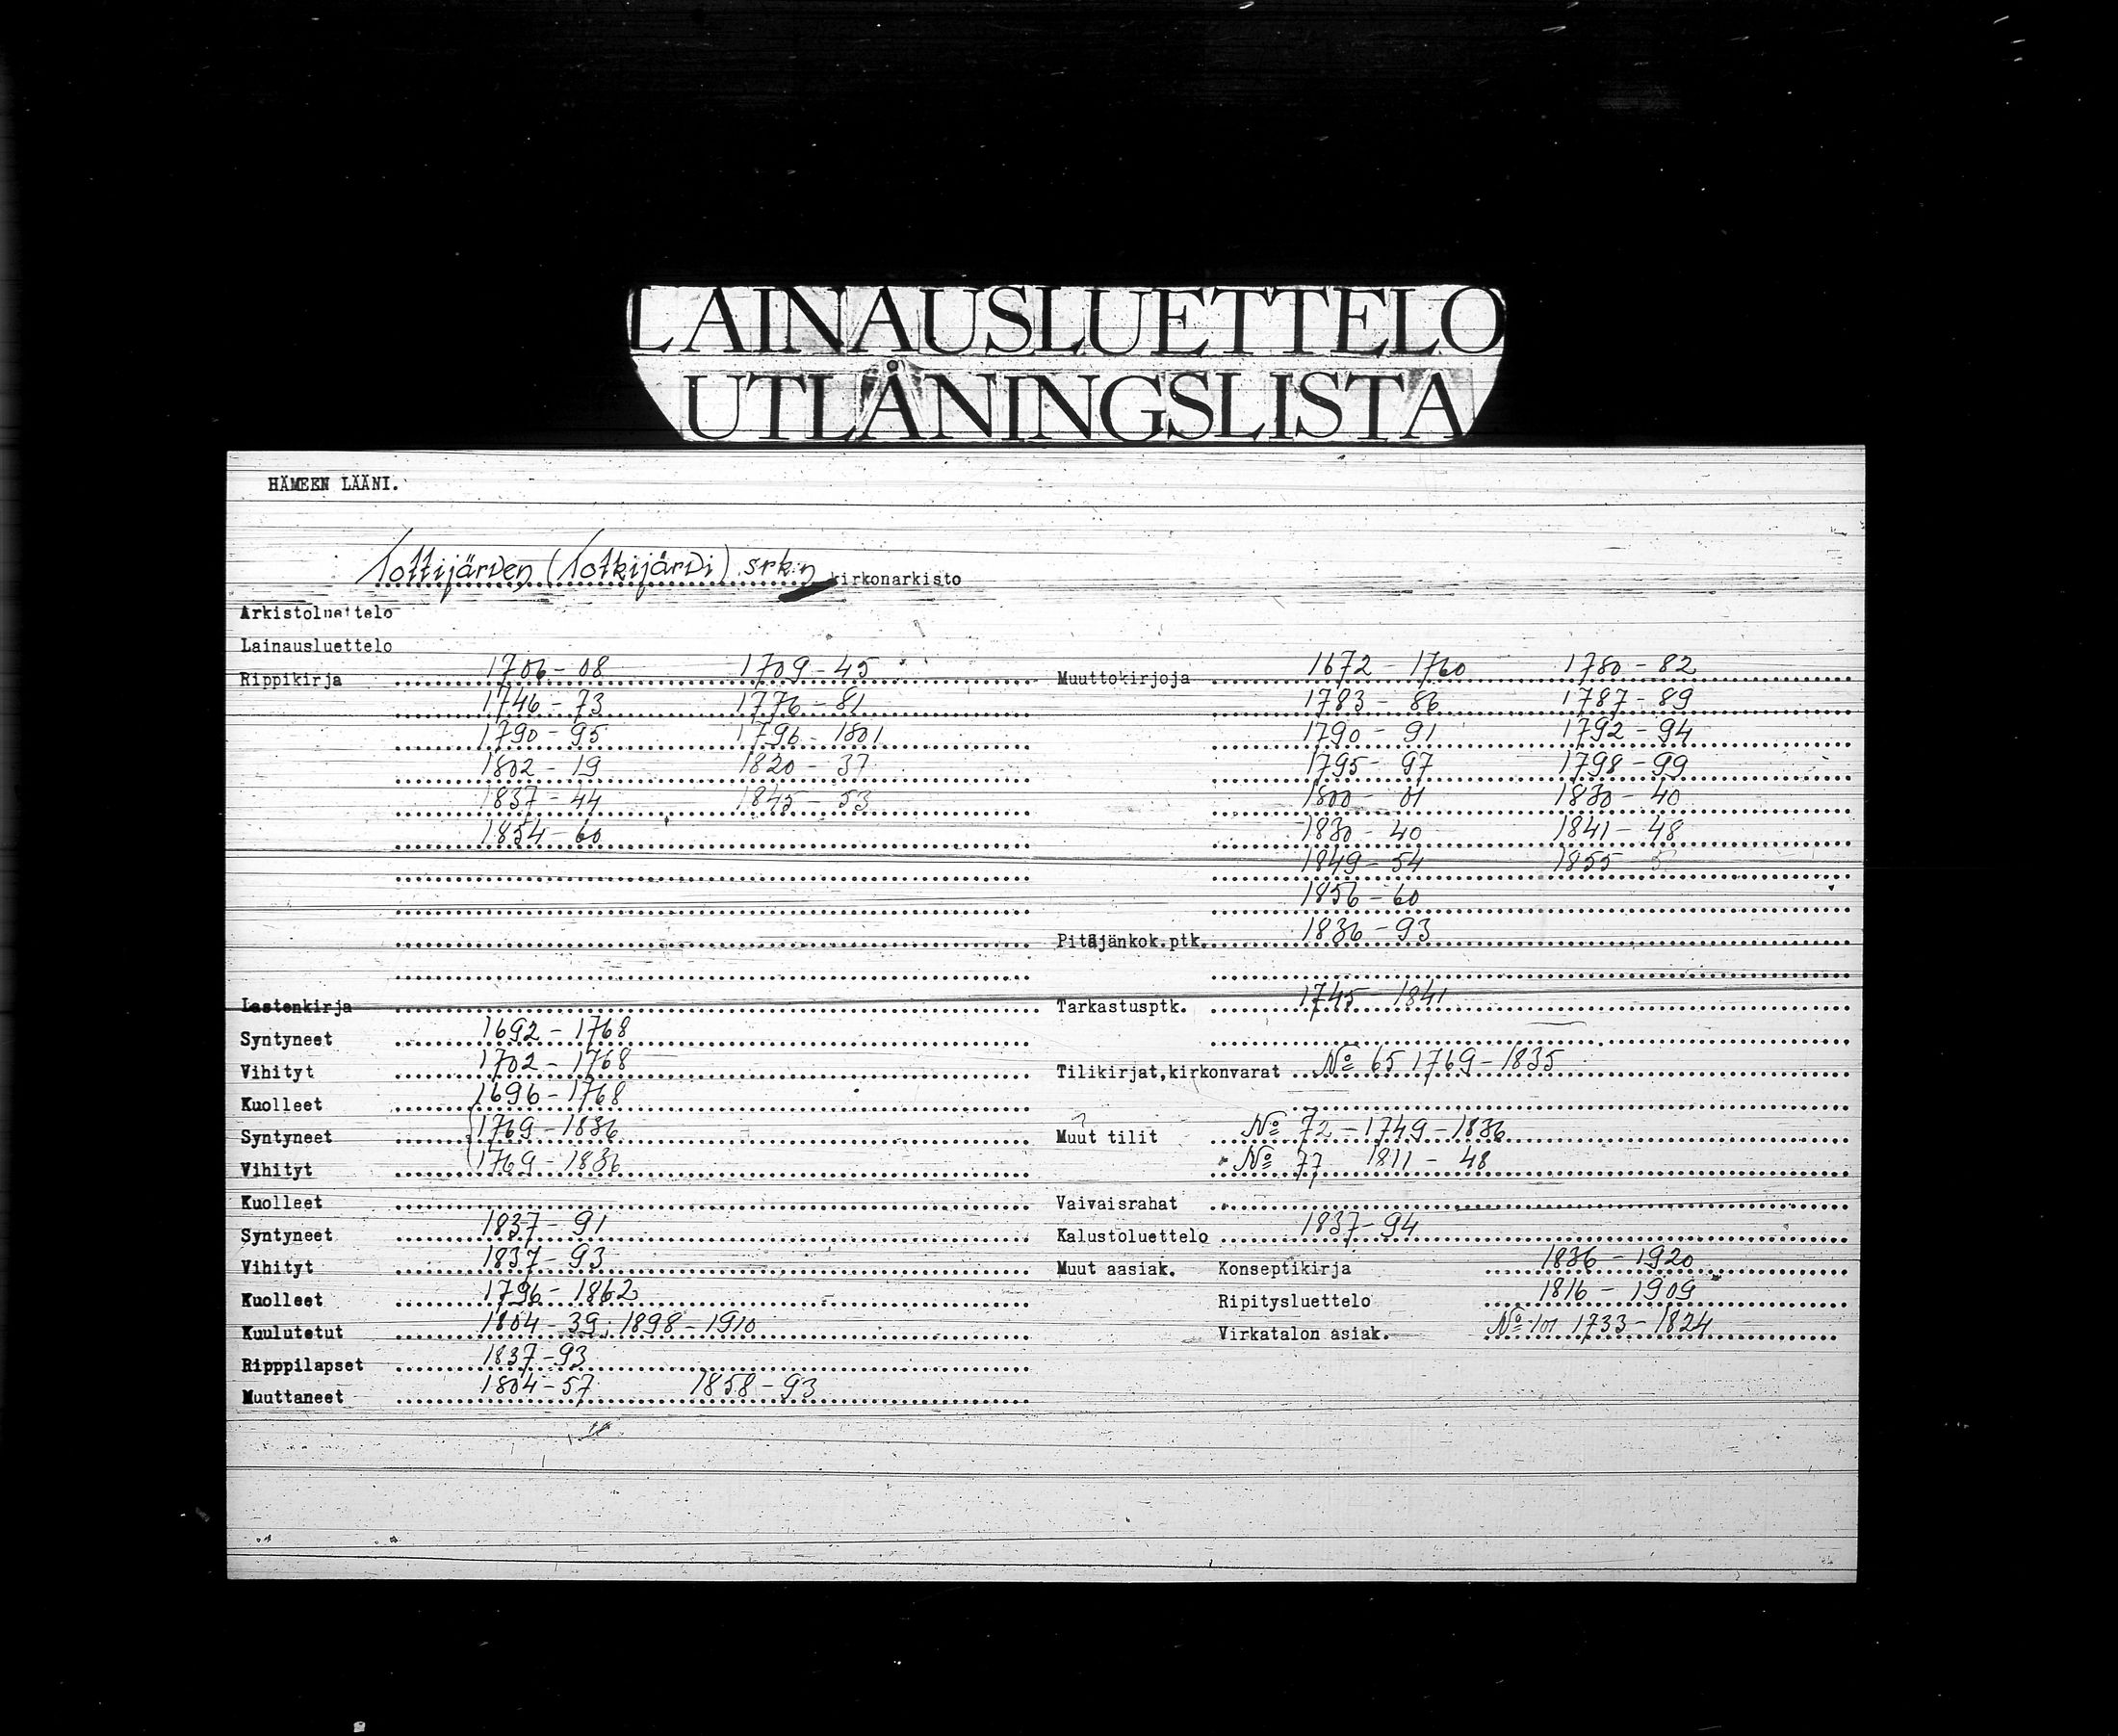 LAINAUSLUETTELO
UTLÅNINGSLISTA
HÄMEEN LÄÄNI.
Tottijärven (Totkijärvi) srk:n kirkonarkisto
Arkistoluettelo
Lainausluettelo
Rippikirja 1706-08 1709-45
1746-73 1776-81
1790-95 1796-1801
1802-19 1820-37
1837-44 1845-53
1854-60
Lastenkirja
Syntyneet 1692-1768
Vihityt 1702-1768
Kuolleet 1696-1768
Syntyneet 1769-1836
Vihityt 1769-1836
Kuolleet
Syntyneet 1837-91
Vihityt 1837-93
Kuolleet 1796-1862
Kuulutetut 1804-39; 1898-1910
Ripppilapset 1837-93
Muuttaneet 1804-57 1858-93
Muuttokirjoja 1672-1760 1780-82
1783-86 1787-89
1790-91 1792-94
1795-97 1798-99
1800-01 1830-40
1830-40 1841-48
1849-54 1855
1856-60
Pitäjänkok.ptk. 1836-93
Tarkastusptk. 1745-1841
Tilikirjat,kirkonvarat No 65 1769-1835
Muut tilit No 72-1749-1836
No 77 1811-48
Vaivaisrahat
Kalustoluettelo 1837-94
Muut aasiak. Konseptikirja 1836-1920
Ripitysluettelo 1816-1909
Virkatalon asiak. No 101 1733-1824